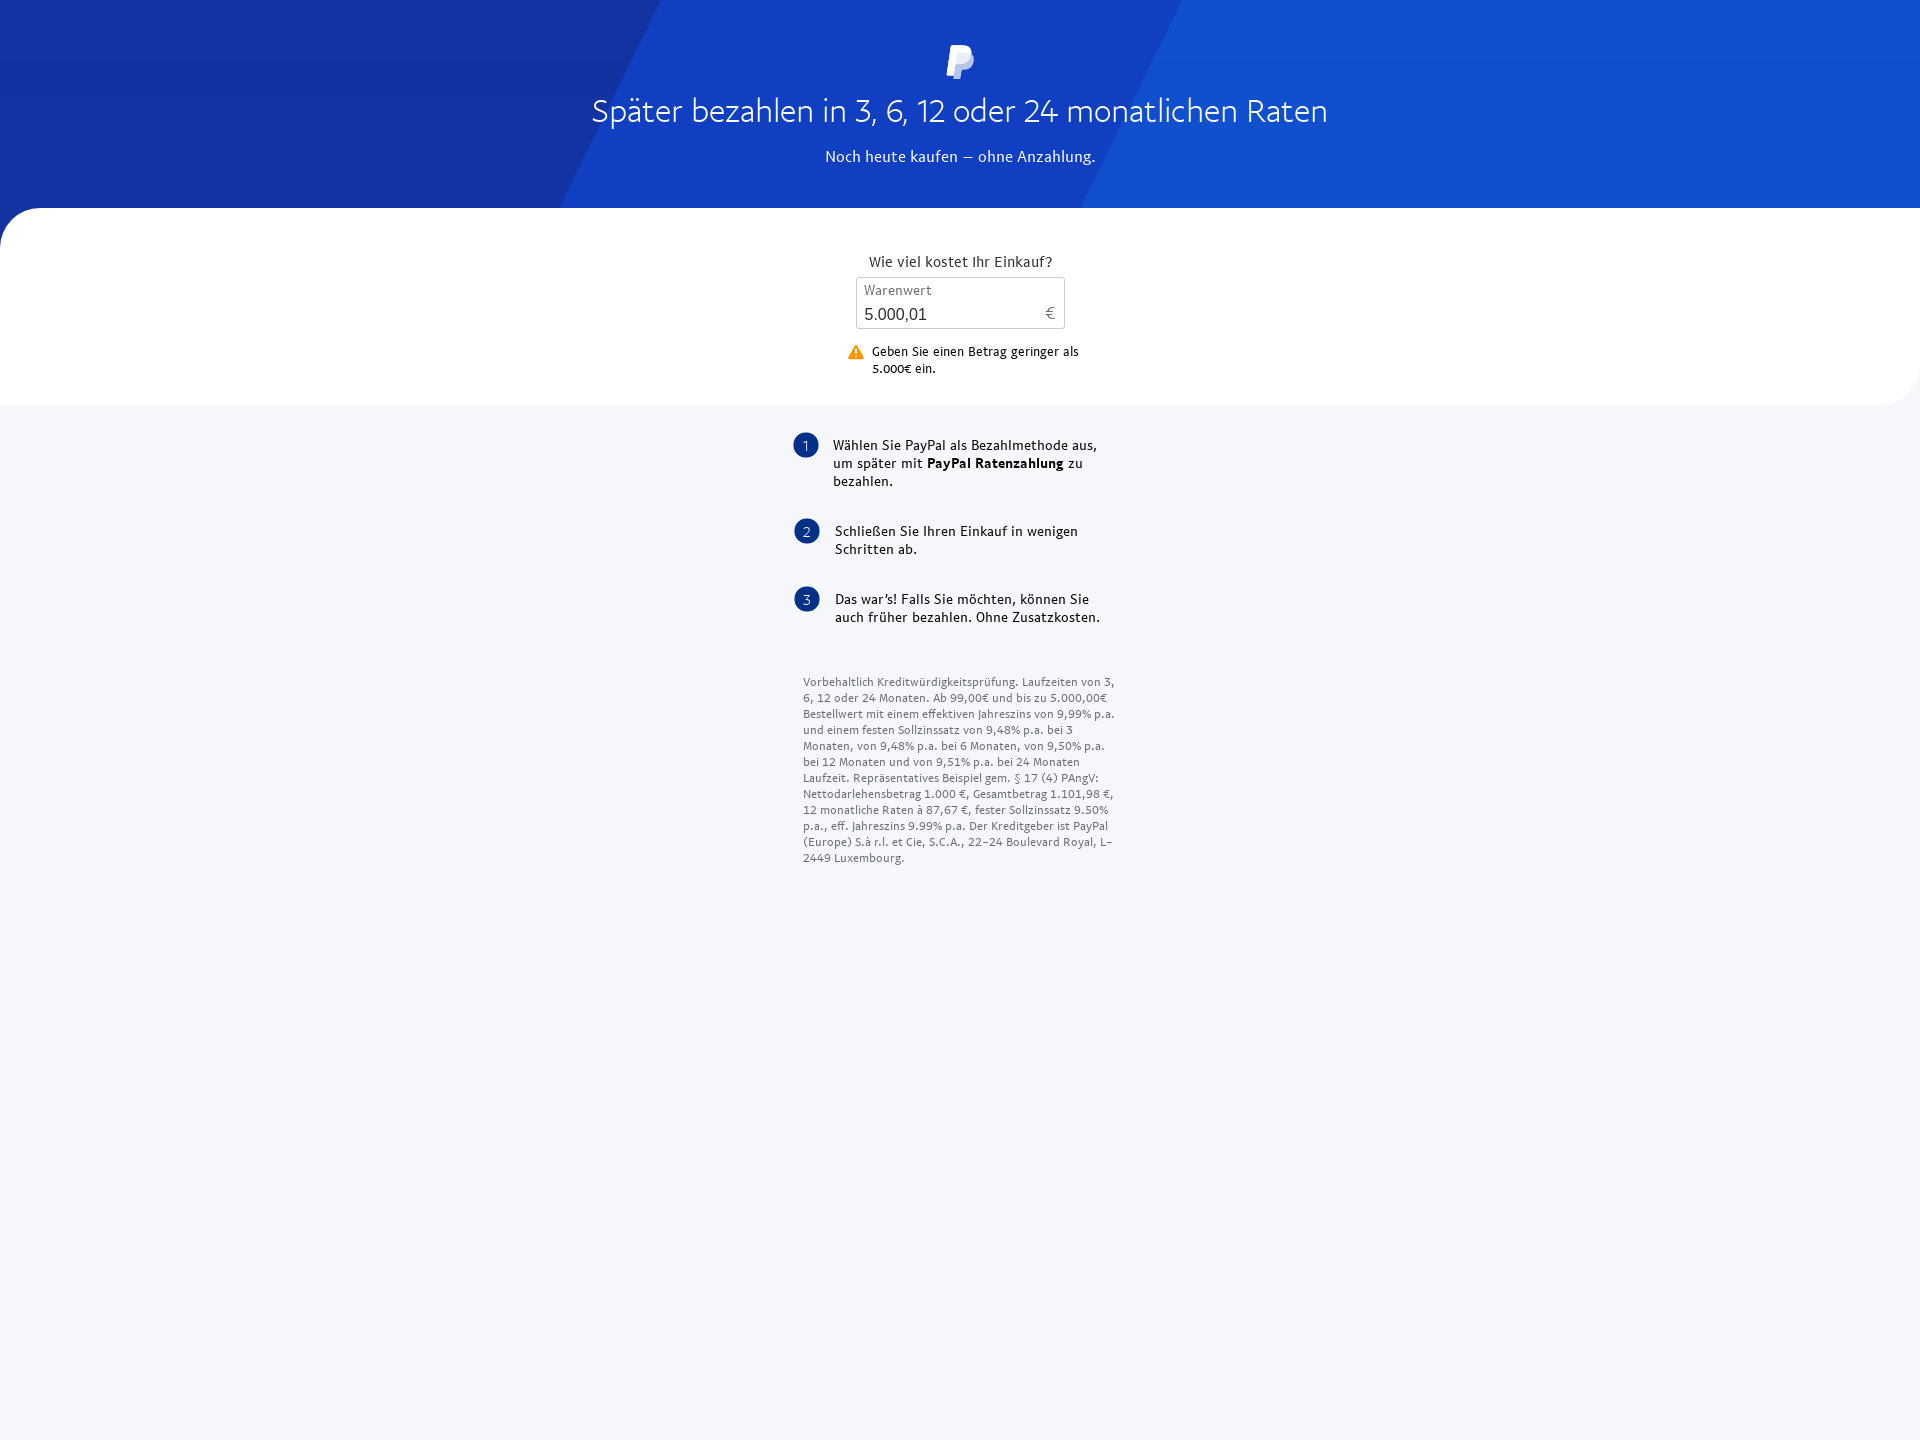 Später bezahlen in 3, 6, 12 oder 24 monatlichen Raten
Noch heute kaufen – ohne Anzahlung.
Wie viel kostet Ihr Einkauf?
Warenwert
5.000,01 €
Geben Sie einen Betrag geringer als
5.000€ ein.
1 Wählen Sie PayPal als Bezahlmethode aus,
um später mit PayPal Ratenzahlung zu
bezahlen.
2 Schließen Sie Ihren Einkauf in wenigen
Schritten ab.
3 Das war’s! Falls Sie möchten, können Sie
auch früher bezahlen. Ohne Zusatzkosten.
Vorbehaltlich Kreditwürdigkeitsprüfung. Laufzeiten von 3,
6, 12 oder 24 Monaten. Ab 99,00€ und bis zu 5.000,00€
Bestellwert mit einem effektiven Jahreszins von 9,99% p.a.
und einem festen Sollzinssatz von 9,48% p.a. bei 3
Monaten, von 9,48% p.a. bei 6 Monaten, von 9,50% p.a.
bei 12 Monaten und von 9,51% p.a. bei 24 Monaten
Laufzeit. Repräsentatives Beispiel gem. § 17 (4) PAngV:
Nettodarlehensbetrag 1.000 €, Gesamtbetrag 1.101,98 €,
12 monatliche Raten à 87,67 €, fester Sollzinssatz 9.50%
p.a., eff. Jahreszins 9.99% p.a. Der Kreditgeber ist PayPal
(Europe) S.à r.l. et Cie, S.C.A., 22-24 Boulevard Royal, L-
2449 Luxembourg.